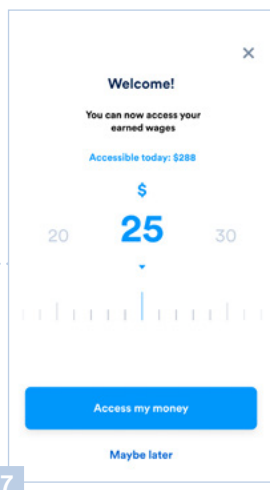 ×
Welcome!
You can now access your
earned wages
Accessible today: $288
$
20 25 30
Access my money
Maybe later
7